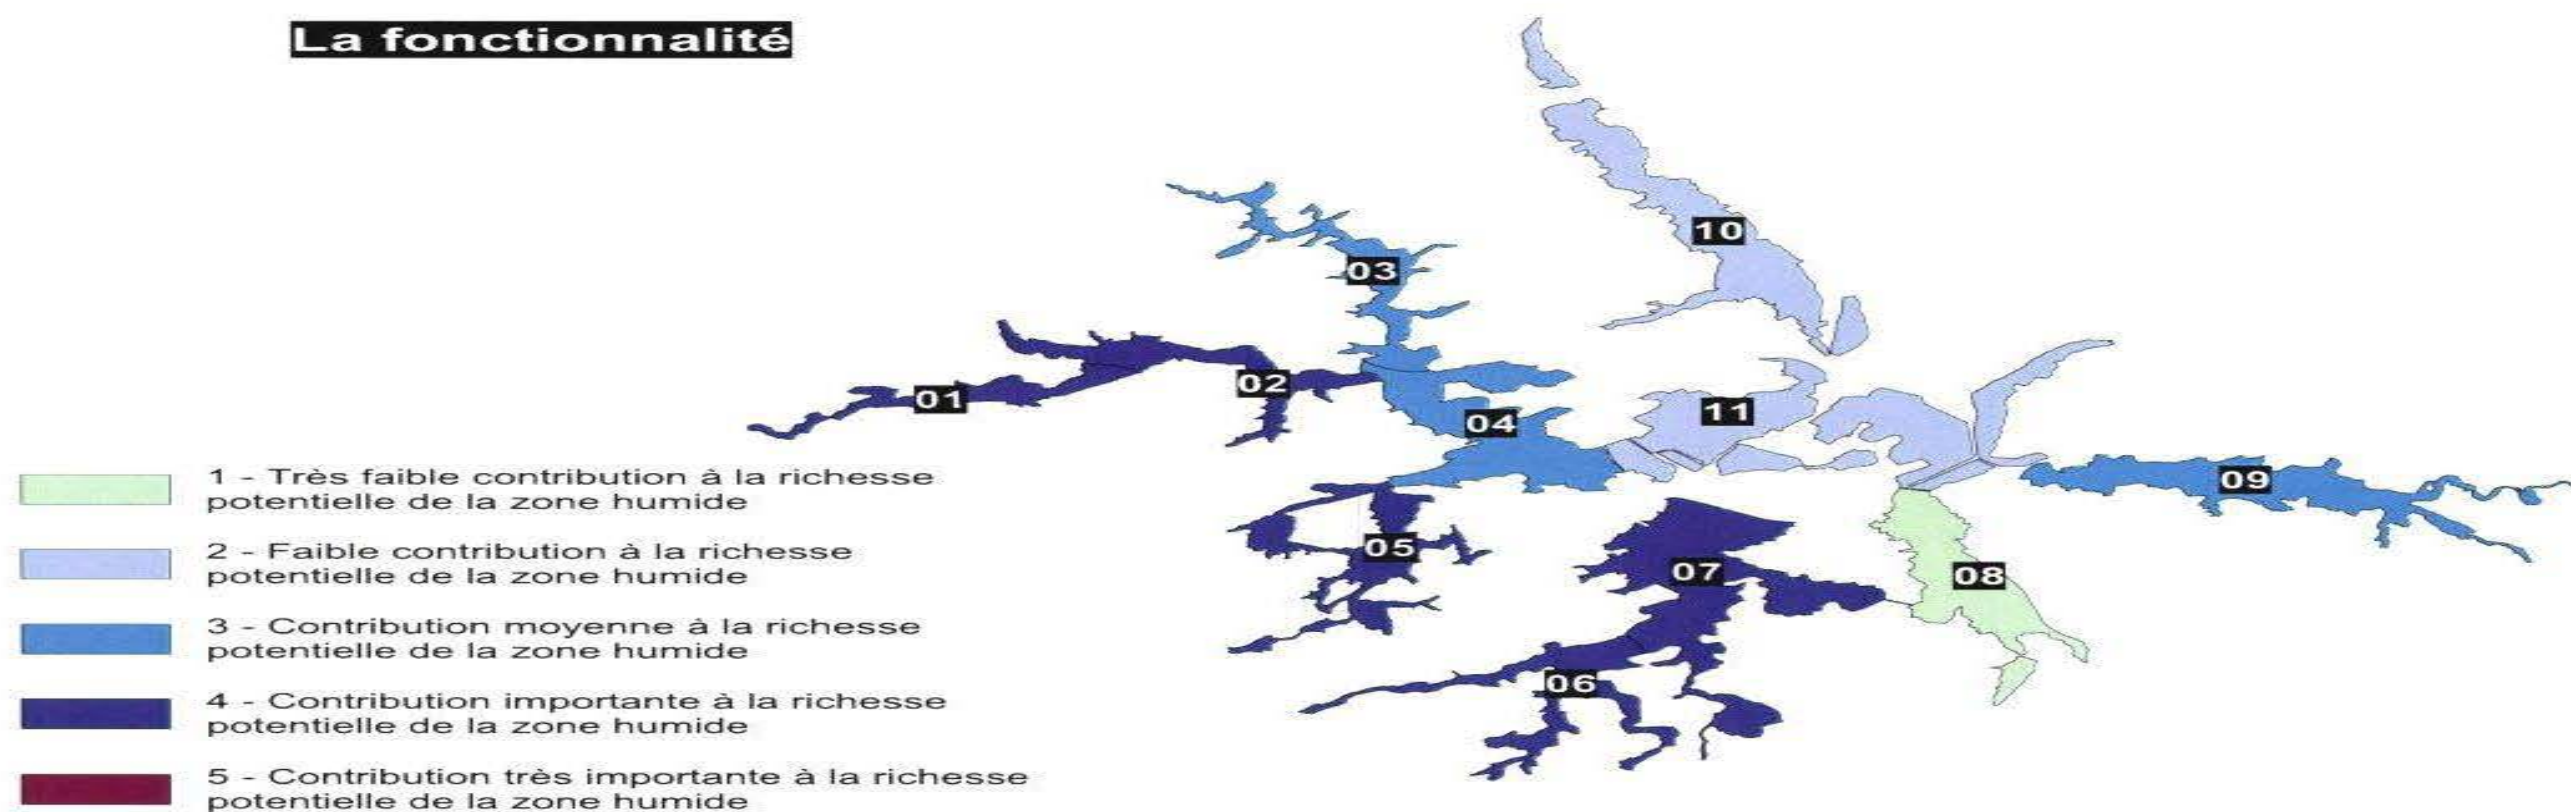 La fonctionnalité
10
03
02
01
11
04
09
05
07
08
06
1 - Très faible contribution à la richesse
potentielle de la zone humide
2 - Faible contribution à la richesse
potentielle de la zone humide
3 - Contribution moyenne à la richesse
potentielle de la zone humide
4 - Contribution importante à la richesse
potentielle de la zone humide
5 - Contribution très importante à la richesse
potentielle de la zone humide